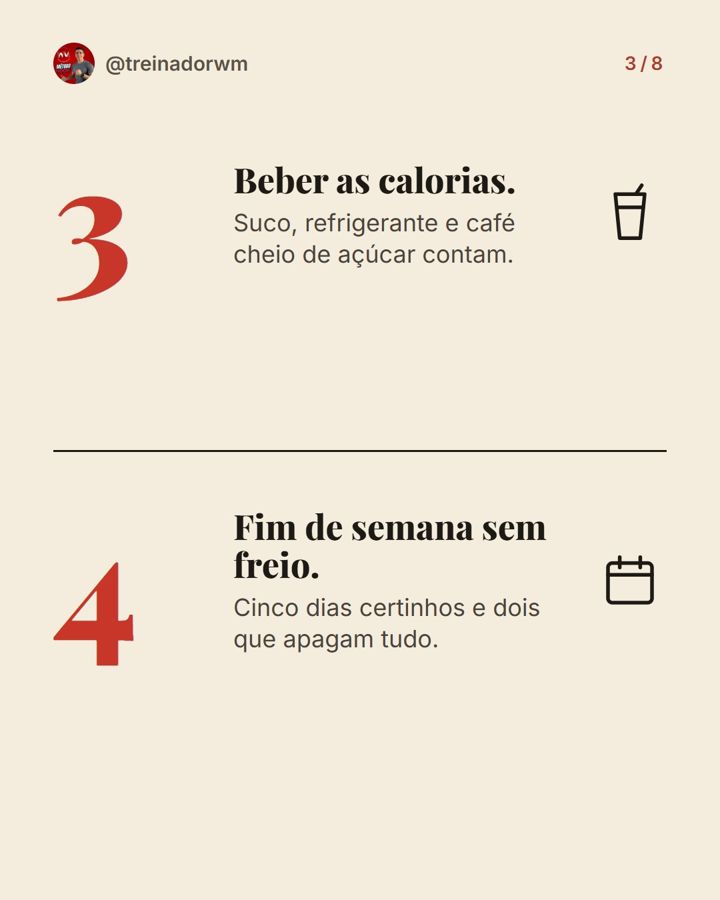 @treinadorwm
3 / 8
3
Beber as calorias.
Suco, refrigerante e café
cheio de açúcar contam.
4
Fim de semana sem
freio.
Cinco dias certinhos e dois
que apagam tudo.